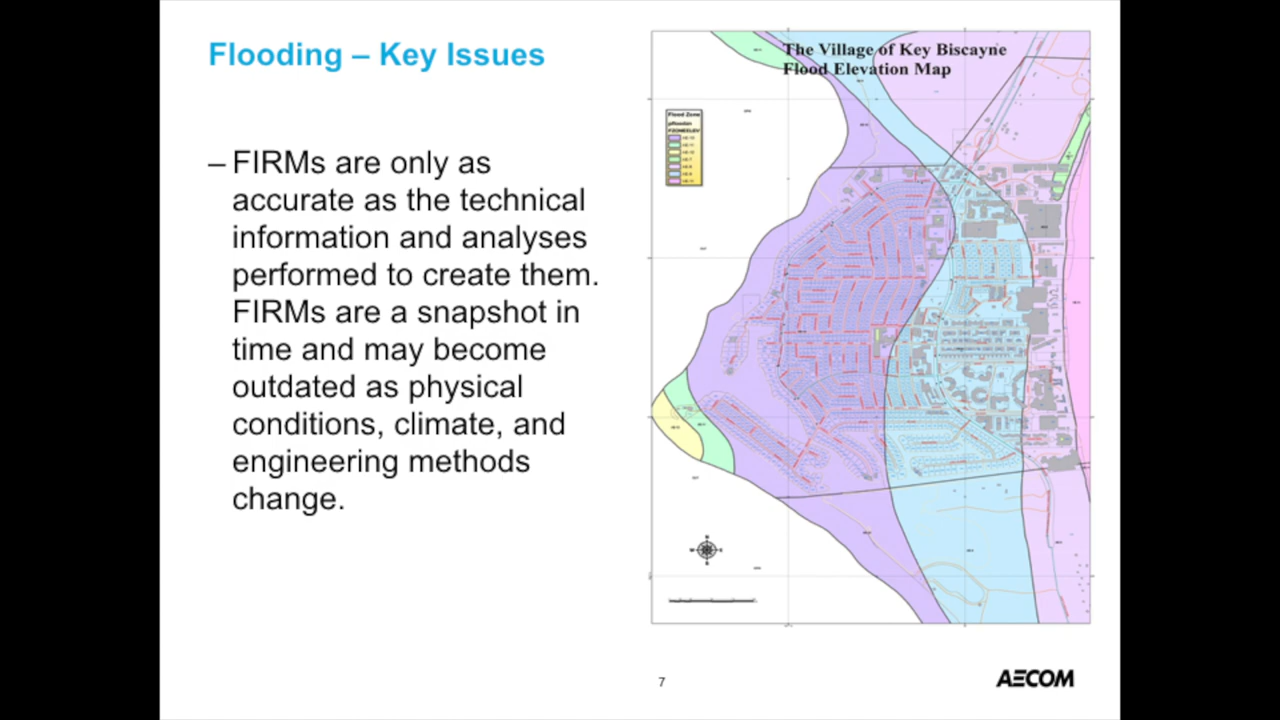 Flooding – Key Issues
– FIRMs are only as
accurate as the technical
information and analyses
performed to create them.
FIRMs are a snapshot in
time and may become
outdated as physical
conditions, climate, and
engineering methods
change.
The Village of Key Biscayne
Flood Elevation Map
Flood Zone
7
AECOM